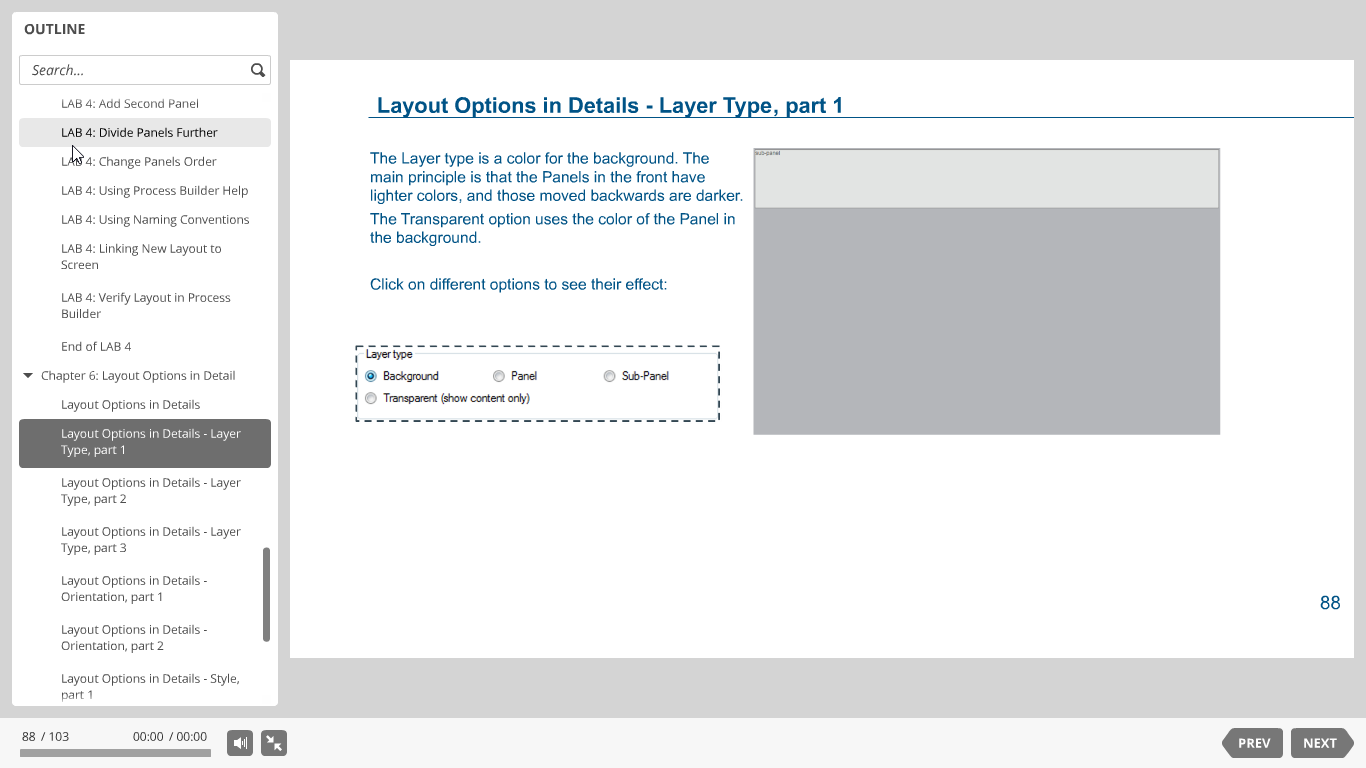 OUTLINE
Search...
LAB 4: Add Second Panel
LAB 4: Divide Panels Further
LAB 4: Change Panels Order
LAB 4: Using Process Builder Help
LAB 4: Using Naming Conventions
LAB 4: Linking New Layout to
Screen
LAB 4: Verify Layout in Process
Builder
End of LAB 4
Chapter 6: Layout Options in Detail
Layout Options in Details
Layout Options in Details - Layer
Type, part 1
Layout Options in Details - Layer
Type, part 2
Layout Options in Details - Layer
Type, part 3
Layout Options in Details -
Orientation, part 1
Layout Options in Details -
Orientation, part 2
Layout Options in Details - Style,
part 1
88 / 103
00:00 / 00:00
Layout Options in Details - Layer Type, part 1
The Layer type is a color for the background. The
main principle is that the Panels in the front have
lighter colors, and those moved backwards are darker.
The Transparent option uses the color of the Panel in
the background.
Click on different options to see their effect:
Layer type
Background
Panel
Sub-Panel
Transparent (show content only)
Sub-panel
88
PREV
NEXT